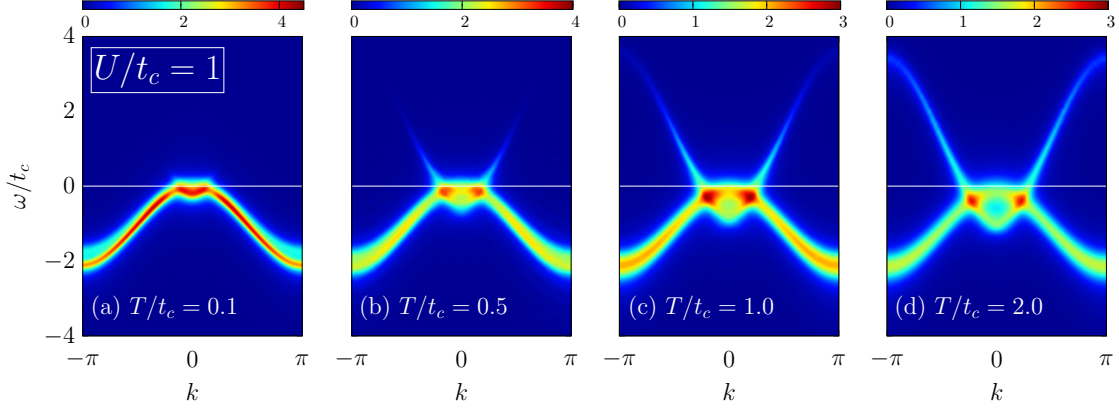 0 2 4
0 2 4
0 1 2 3
0 1 2 3
ω/t_c
4
2
0
−2
−4
U/t_c = 1
(a) T/t_c = 0.1
(b) T/t_c = 0.5
(c) T/t_c = 1.0
(d) T/t_c = 2.0
−π 0 π
−π 0 π
−π 0 π
−π 0 π
k
k
k
k